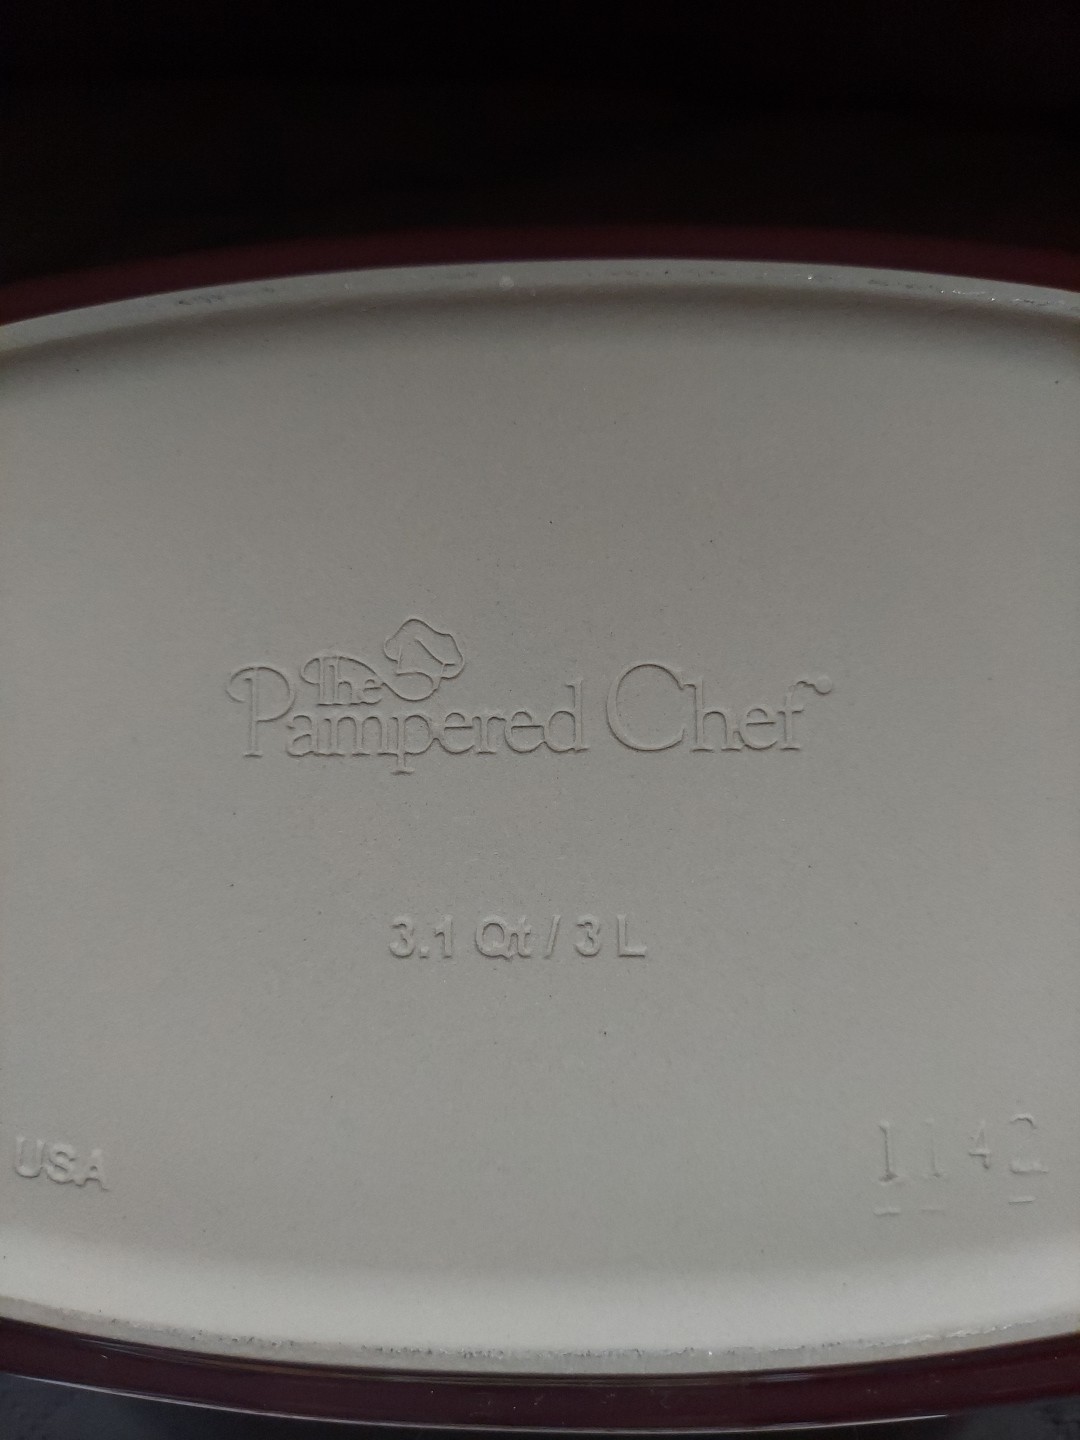 The
Pampered Chef
3.1 Qt / 3 L
USA
1142